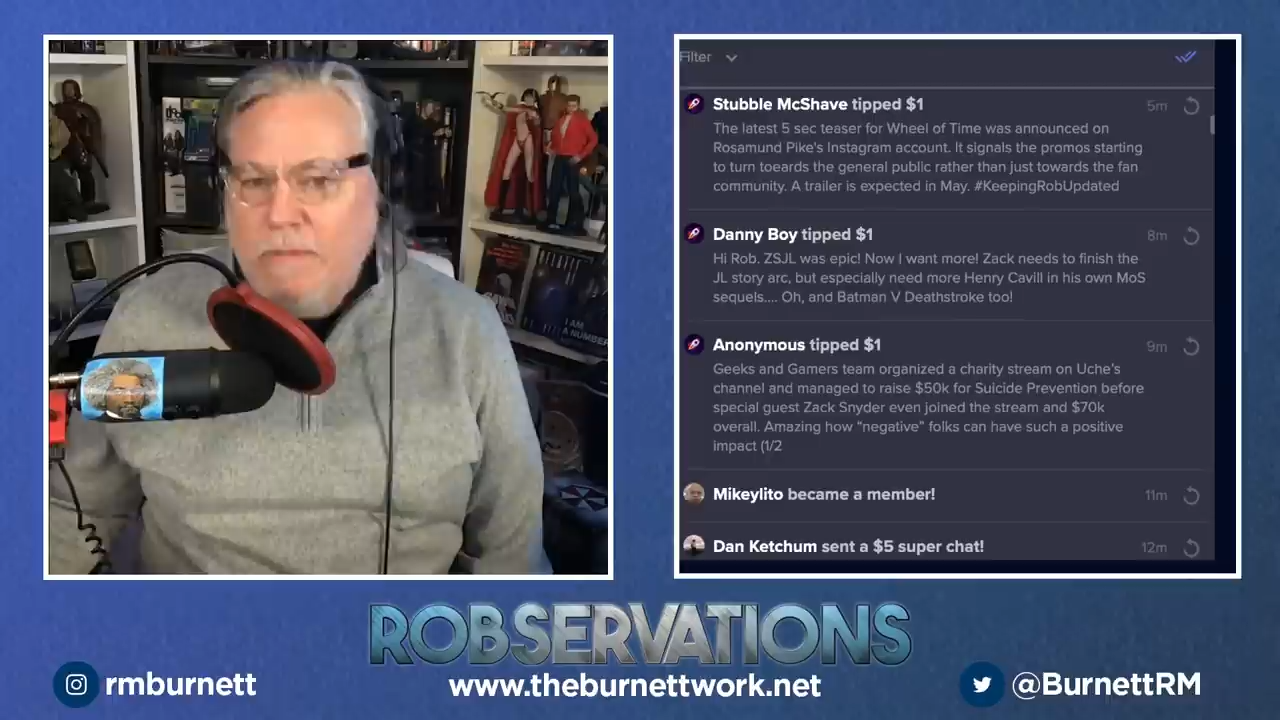 Filter
Stubble McShave tipped $1
5m
The latest 5 sec teaser for Wheel of Time was announced on
Rosamund Pike's Instagram account. It signals the promos starting
to turn toeards the general public rather than just towards the fan
community. A trailer is expected in May. #KeepingRobUpdated
Danny Boy tipped $1
8m
Hi Rob. ZSJL was epic! Now I want more! Zack needs to finish the
JL story arc, but especially need more Henry Cavill in his own MoS
sequels.... Oh, and Batman V Deathstroke too!
Anonymous tipped $1
9m
Geeks and Gamers team organized a charity stream on Uche's
channel and managed to raise $50k for Suicide Prevention before
special guest Zack Snyder even joined the stream and $70k
overall. Amazing how “negative” folks can have such a positive
impact (1/2
Mikeylito became a member!
11m
Dan Ketchum sent a $5 super chat!
12m
I AM
A NUMBER
ROBSERVATIONS
rmburnett
www.theburnettwork.net
@BurnettRM